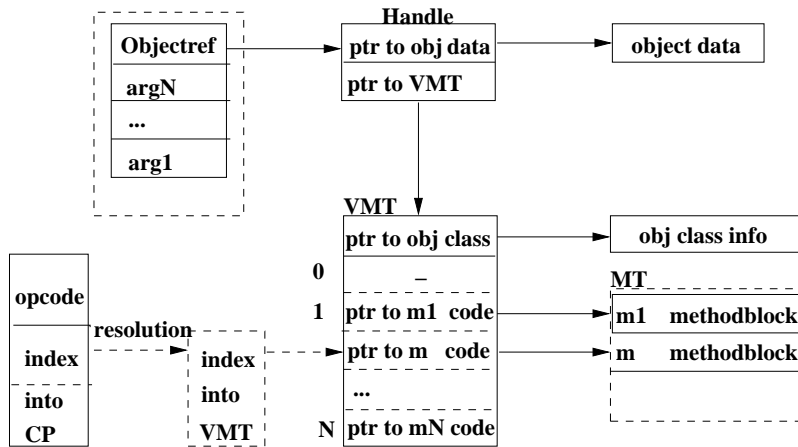 Handle
Objectref
ptr to obj data
object data
argN
ptr to VMT
...
arg1
VMT
ptr to obj class
obj class info
0
–
MT
opcode
1
ptr to m1 code
m1 methodblock
resolution
index
index
ptr to m code
m methodblock
into
into
...
CP
VMT
N
ptr to mN code